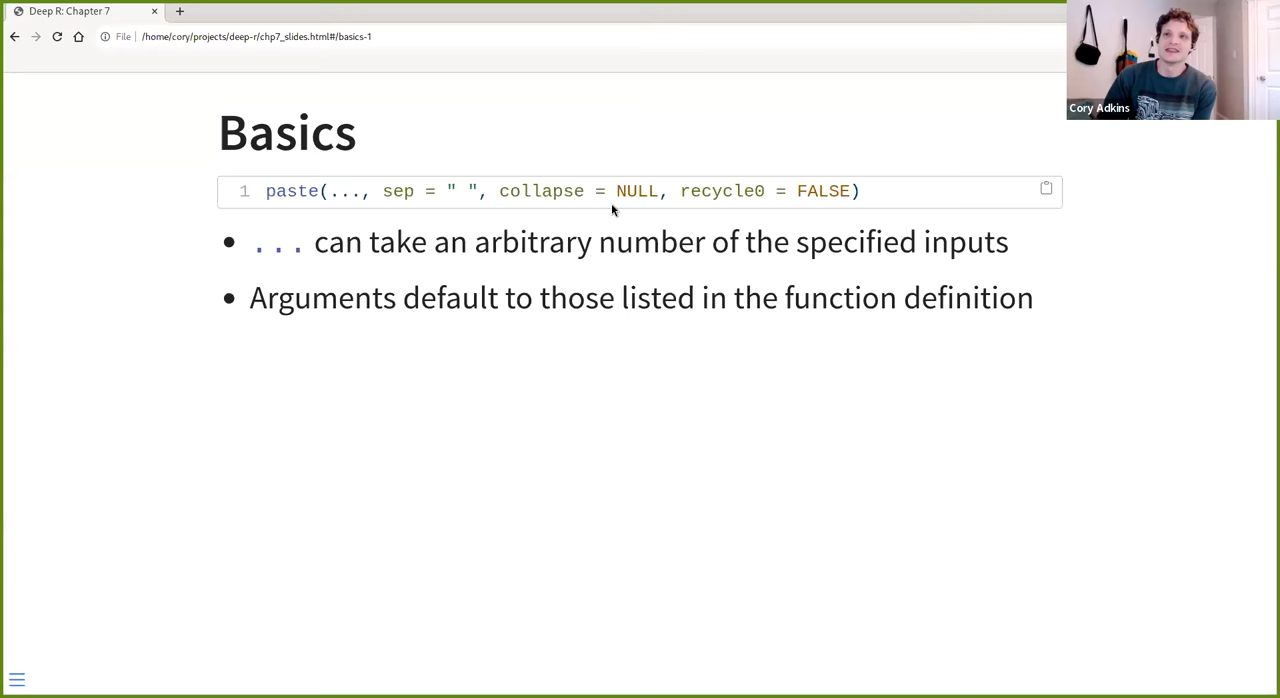 Deep R: Chapter 7
File
/home/cory/projects/deep-r/chp7_slides.html#/basics-1
Cory Adkins
Basics
1 paste(..., sep = " ", collapse = NULL, recycle0 = FALSE)
• ... can take an arbitrary number of the specified inputs
• Arguments default to those listed in the function definition